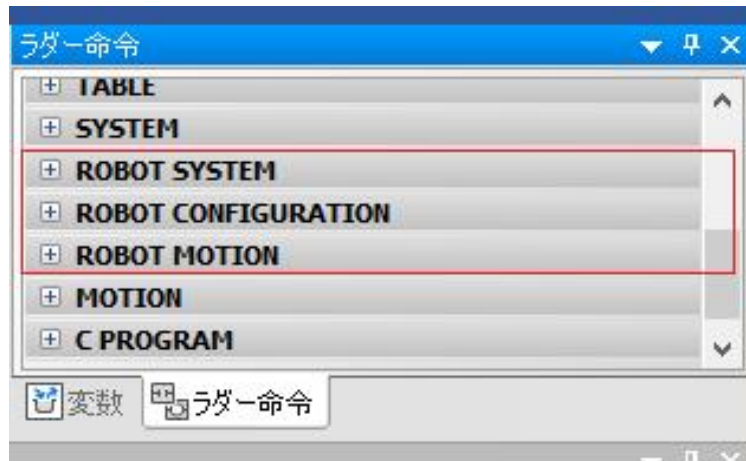 ラダー命令
TABLE
SYSTEM
ROBOT SYSTEM
ROBOT CONFIGURATION
ROBOT MOTION
MOTION
C PROGRAM
変数 ラダー命令